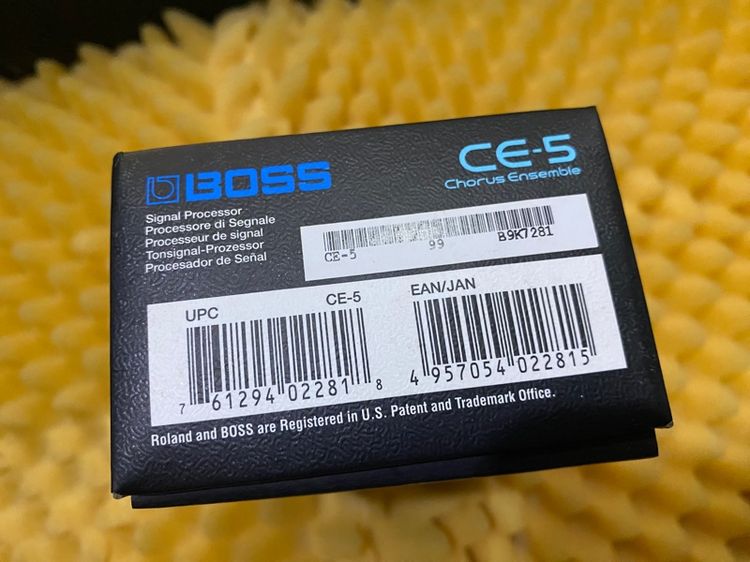 BOSS
CE-5
Chorus Ensemble
Signal Processor
Processore di Segnale
Processeur de signal
Tonsignal-Prozessor
Procesador de Señal
CE-5 99 B9K7281
UPC CE-5
7 61294 02281 8
EAN/JAN
4 957054 022815
Roland and BOSS are Registered in U.S. Patent and Trademark Office.